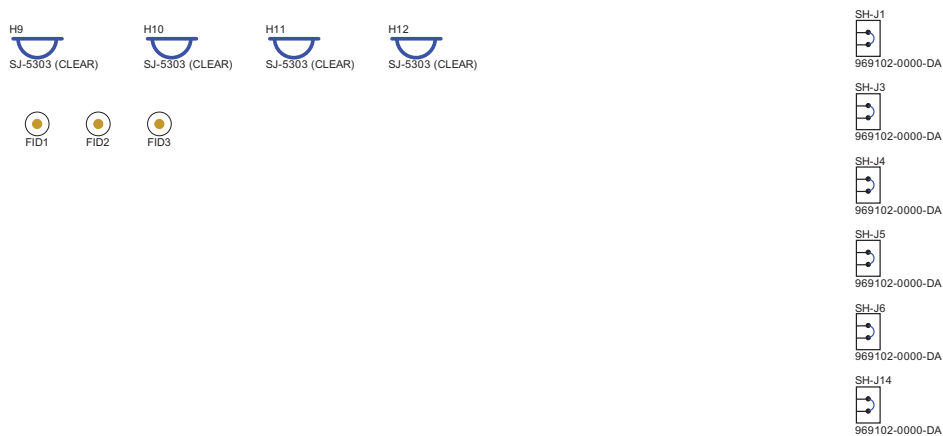 H9
SJ-5303 (CLEAR)
H10
SJ-5303 (CLEAR)
H11
SJ-5303 (CLEAR)
H12
SJ-5303 (CLEAR)
FID1
FID2
FID3
SH-J1
969102-0000-DA
SH-J3
969102-0000-DA
SH-J4
969102-0000-DA
SH-J5
969102-0000-DA
SH-J6
969102-0000-DA
SH-J14
969102-0000-DA